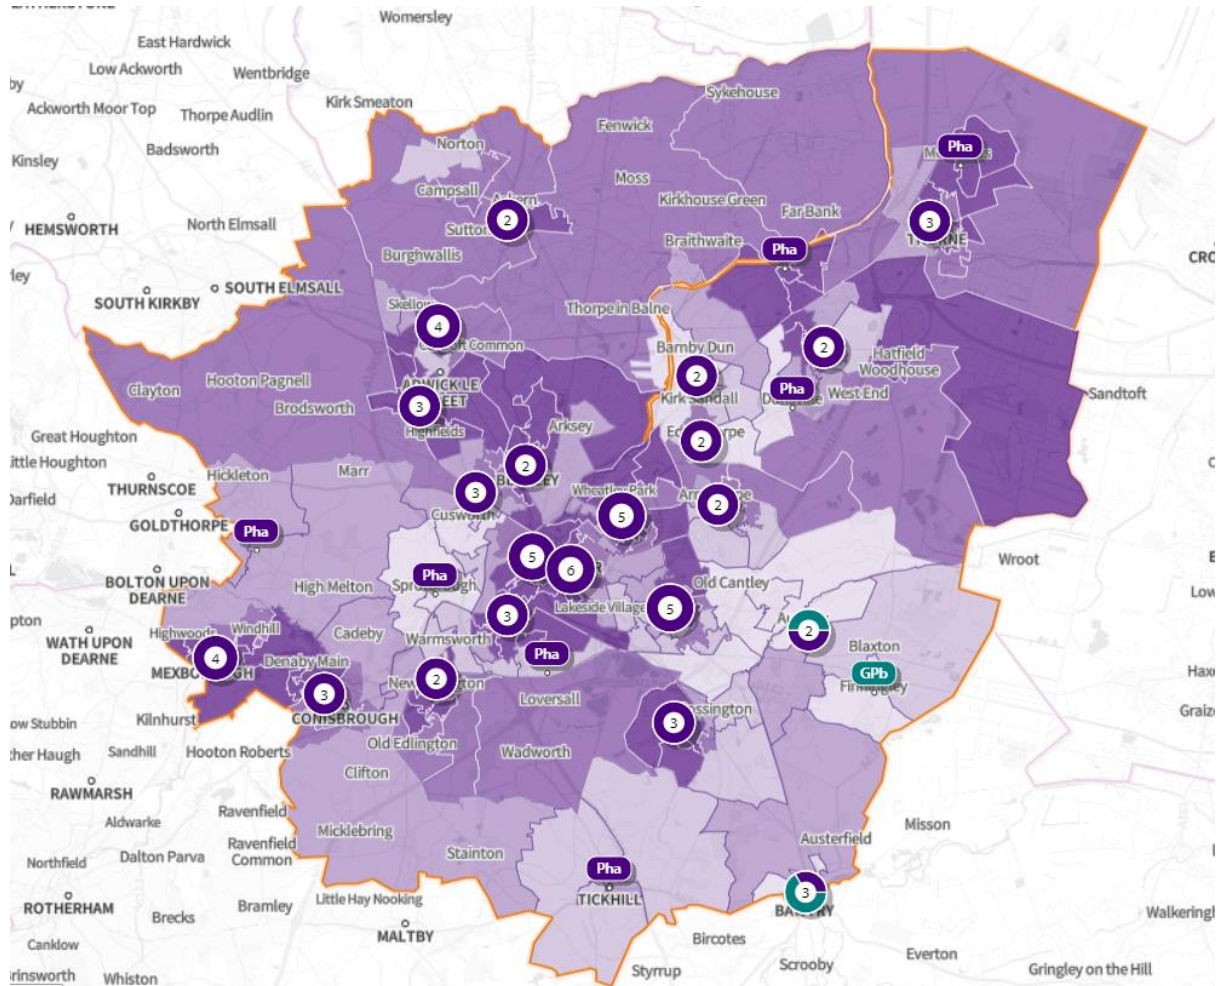 Womersley
East Hardwick
Low Ackworth
Wentbridge
Sykehouse
Kirk Smeaton
Ackworth Moor Top
Thorpe Audlin
Fenwick
Norton
Badsworth
Pha
Kinsley
Moss
Campsall
Kirkhouse Green
North Elmsall
2
Far Bank
3
HEMSWORTH
Braithwaite
Pha
Burghwallis
SOUTH ELMSALL
SOUTH KIRKBY
Thorpe in Balne
4
Barnby Dun
2
Hatfield
Woodhouse
Hooton Pagnell
2
Clayton
Pha
West End
Sandtoft
Kirk Sandall
3
Brodsworth
Arksey
Highfields
Great Houghton
2
Marr
2
Hickleton
THURNSCOE
3
Wheatley Park
2
Cusworth
5
GOLDTHORPE
Pha
5
Wroot
6
Pha
BOLTON UPON
DEARNE
High Melton
Old Cantley
Lakeside Village
5
3
WATH UPON
DEARNE
Highwoods
Windhill
Cadeby
Warmsworth
2
Blaxton
4
Denaby Main
Pha
GPb
2
3
Loversall
CONISBROUGH
Kilnhurst
3
Sandhill
Hooton Roberts
Old Edlington
Wadworth
Clifton
RAWMARSH
Ravenfield
Aldwarke
Micklebring
Misson
Austerfield
Ravenfield
Common
Northfield
Dalton Parva
Stainton
Pha
3
ROTHERHAM
Bramley
Little Hay Nooking
TICKHILL
Brecks
MALTBY
Bircotes
Canklow
Everton
Scrooby
Styrrup
Gringley on the Hill
Whiston